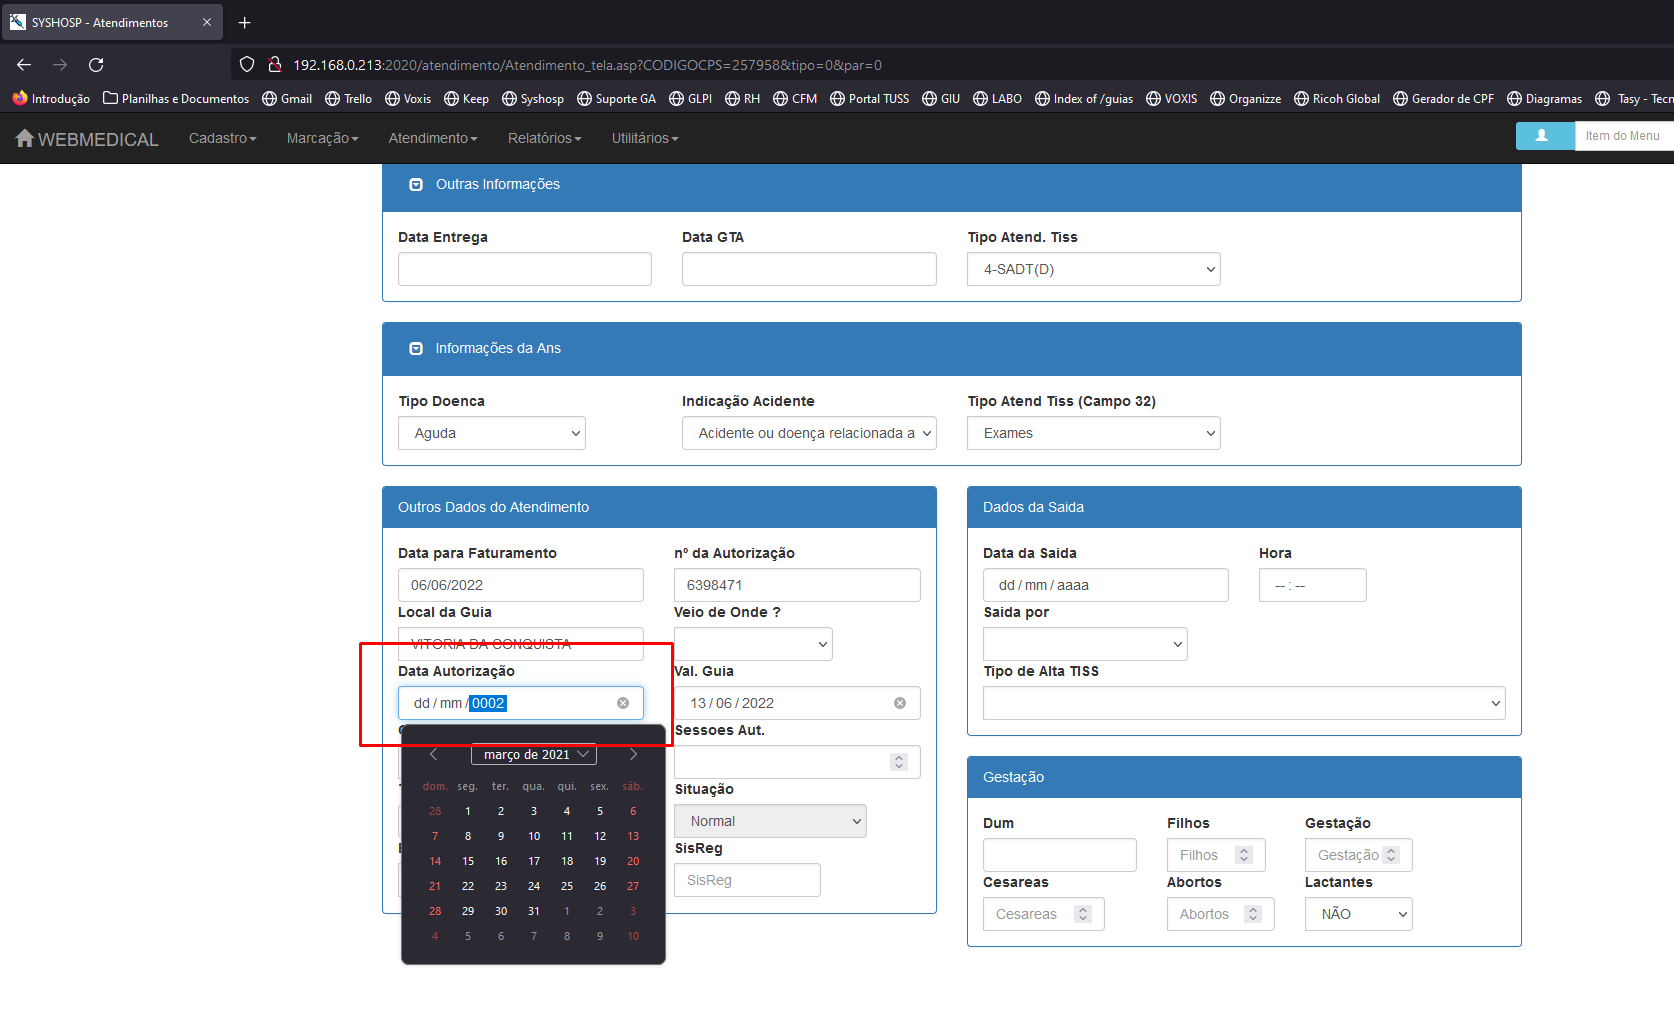 SYSHOSP - Atendimentos
192.168.0.213:2020/atendimento/Atendimento_tela.asp?CODIGOCPS=257958&tipo=0&par=0
Introdução Planilhas e Documentos Gmail Trello Voxis Keep Syshosp Suporte GA GLPI RH CFM Portal TUSS GIU LABO Index of /guias VOXIS Organizze Ricoh Global Gerador de CPF Diagramas Tasy - Tecn
WEBMEDICAL Cadastro Marcação Atendimento Relatórios Utilitários Item do Menu
Outras Informações
Data Entrega Data GTA Tipo Atend. Tiss
4-SADT(D)
Informações da Ans
Tipo Doenca Indicação Acidente Tipo Atend Tiss (Campo 32)
Aguda Acidente ou doença relacionada a Exames
Outros Dados do Atendimento Dados da Saida
Data para Faturamento nº da Autorização Data da Saida Hora
06/06/2022 6398471 dd / mm / aaaa -- : --
Local da Guia Veio de Onde ? Saida por
VITORIA DA CONQUISTA
Data Autorização Val. Guia Tipo de Alta TISS
dd / mm / 0002 13 / 06 / 2022
Sessoes Aut.
março de 2021
Gestação
dom. seg. ter. qua. qui. sex. sáb. Situação
28 1 2 3 4 5 6
Normal Dum Filhos Gestação
7 8 9 10 11 12 13
SisReg Filhos Gestação
14 15 16 17 18 19 20
SisReg Cesareas Abortos Lactantes
21 22 23 24 25 26 27
28 29 30 31 1 2 3 Cesareas Abortos NÃO
4 5 6 7 8 9 10